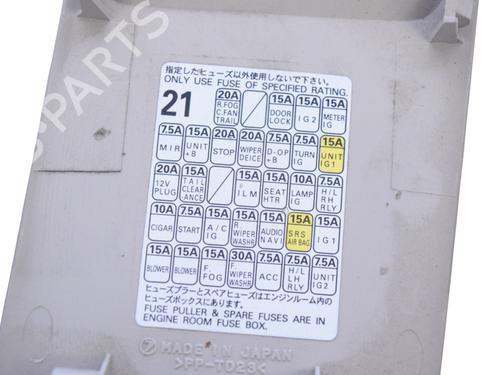 B-PARTS
指定したヒューズ以外使用しないで下さい。
ONLY USE FUSE OF SPECIFIED RATING.
21
20A R.FOG C.FAN TRAIL
15A DOOR LOCK
15A IG2
15A METER IG
7.5A MIR
15A UNIT +B
20A STOP
20A WIPER DEICE
7.5A D-OP +B
7.5A TURN IG
15A UNIT IG1
20A 12V PLUG
15A TAIL CLEAR ANCE
15A ILM
15A SEAT HTR
10A LAMP IG
7.5A H/L RH RLY
10A CIGAR
7.5A START
15A A/C IG
15A R. WIPER WASHR
15A AUDIO NAVI
15A SRS AIR BAG
15A IG1
15A BLOWER
15A BLOWER
15A F. FOG
30A F. WIPER WASHR
7.5A ACC
7.5A H/L LH RLY
7.5A UNIT IG2
ヒューズプラーとスペアヒューズはエンジンルーム内の
ヒューズボックスにあります。
FUSE PULLER & SPARE FUSES ARE IN
ENGINE ROOM FUSE BOX.
MADE IN JAPAN
>PP-TD23<